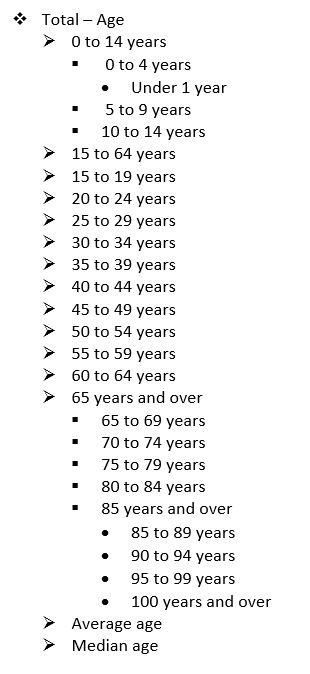 Total – Age
0 to 14 years
0 to 4 years
Under 1 year
5 to 9 years
10 to 14 years
15 to 64 years
15 to 19 years
20 to 24 years
25 to 29 years
30 to 34 years
35 to 39 years
40 to 44 years
45 to 49 years
50 to 54 years
55 to 59 years
60 to 64 years
65 years and over
65 to 69 years
70 to 74 years
75 to 79 years
80 to 84 years
85 years and over
85 to 89 years
90 to 94 years
95 to 99 years
100 years and over
Average age
Median age